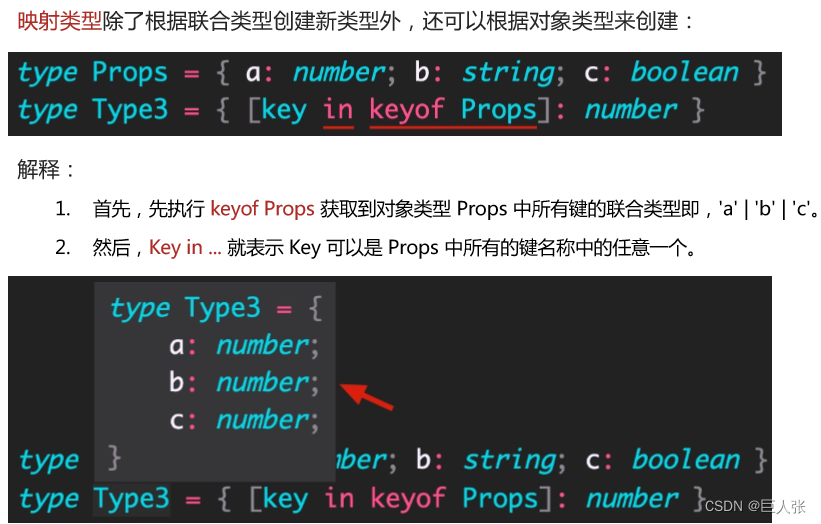 映射类型除了根据联合类型创建新类型外，还可以根据对象类型来创建：
type Props = { a: number; b: string; c: boolean }
type Type3 = { [key in keyof Props]: number }
解释：
1. 首先，先执行 keyof Props 获取到对象类型 Props 中所有键的联合类型即，'a' | 'b' | 'c'。
2. 然后，Key in ... 就表示 Key 可以是 Props 中所有的键名称中的任意一个。
type Type3 = {
a: number;
b: number;
c: number;
}
type mber; b: string; c: boolean }
type Type3 = { [key in keyof Props]: number }
CSDN @巨人张